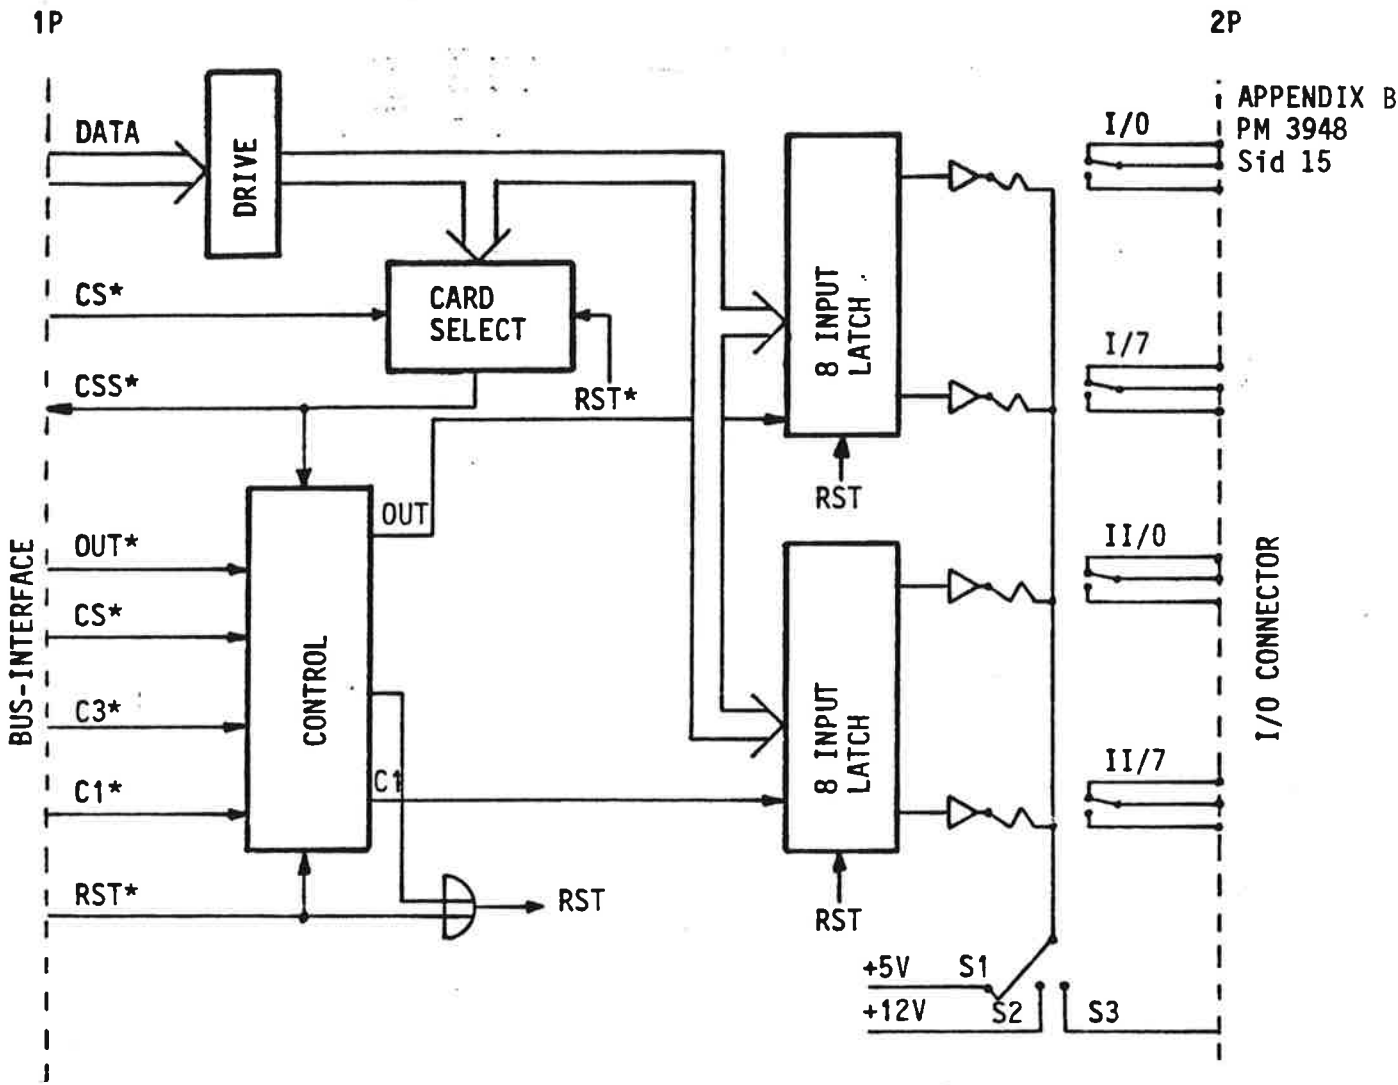 1P
2P
APPENDIX B
PM 3948
Sid 15
DATA
DRIVE
I/0
CS*
CARD
SELECT
8 INPUT
LATCH
I/7
CSS*
RST*
RST
OUT
BUS-INTERFACE
OUT*
CS*
C3*
C1*
CONTROL
C1
II/0
I/O CONNECTOR
8 INPUT
LATCH
II/7
RST*
RST
RST
+5V
S1
+12V
S2
S3